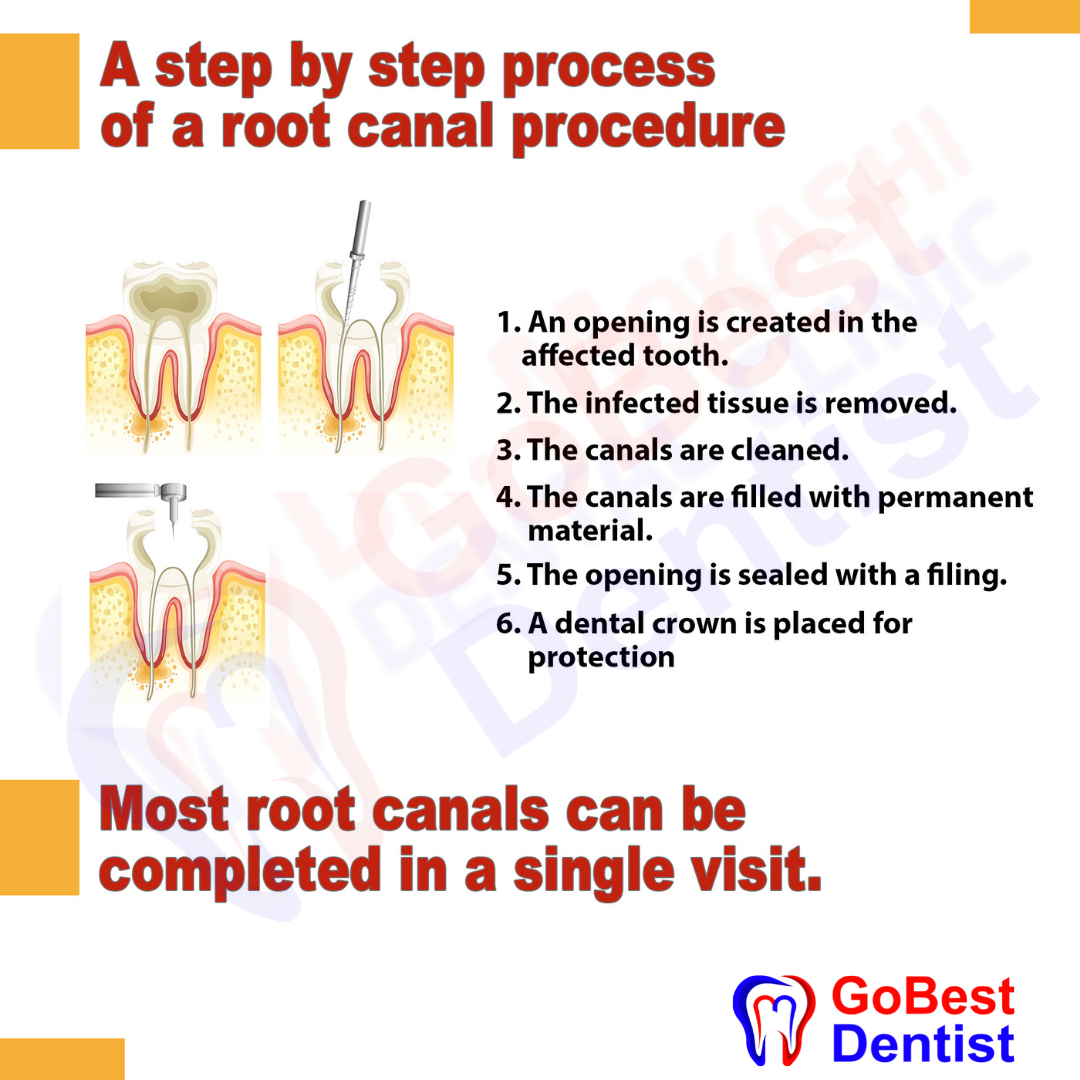 A step by step process
of a root canal procedure
1. An opening is created in the
affected tooth.
2. The infected tissue is removed.
3. The canals are cleaned.
4. The canals are filled with permanent
material.
5. The opening is sealed with a filing.
6. A dental crown is placed for
protection
GoBest
Dentist
Most root canals can be
completed in a single visit.
GoBest
Dentist